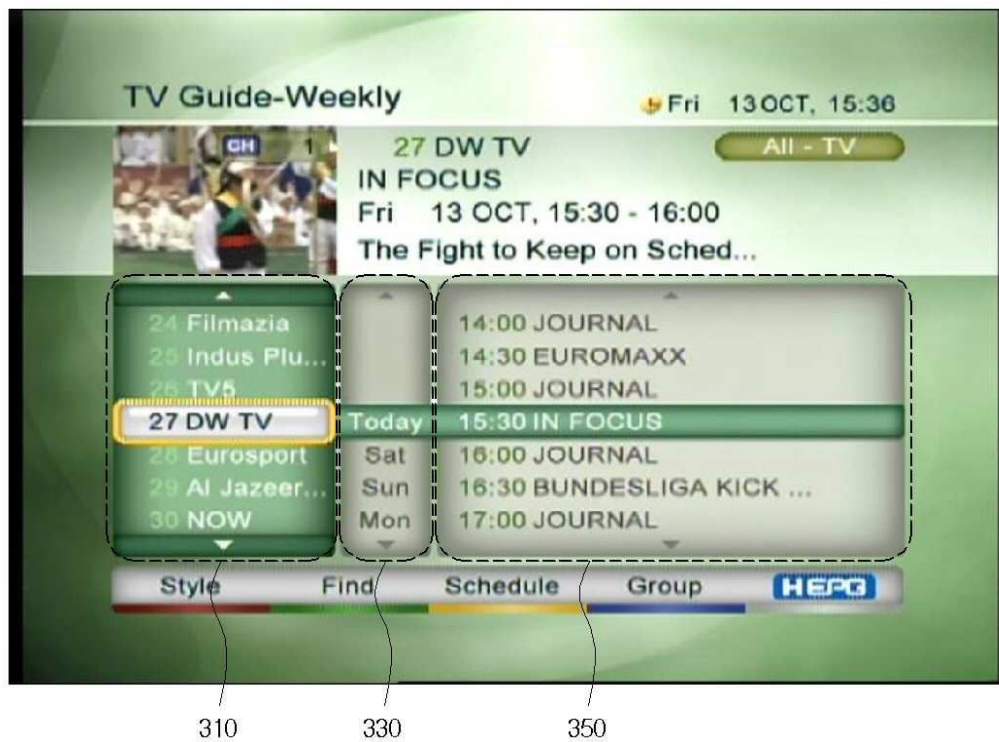 TV Guide-Weekly
Fri 13 OCT, 15:36
GH 1
27 DW TV
All - TV
IN FOCUS
Fri 13 OCT, 15:30 - 16:00
The Fight to Keep on Sched...
24 Filmazia
14:00 JOURNAL
25 Indus Plu...
14:30 EUROMAXX
26 TV5
15:00 JOURNAL
27 DW TV Today 15:30 IN FOCUS
28 Eurosport Sat 16:00 JOURNAL
29 Al Jazeer... Sun 16:30 BUNDESLIGA KICK ...
30 NOW Mon 17:00 JOURNAL
Style Find Schedule Group HEPG
310 330 350